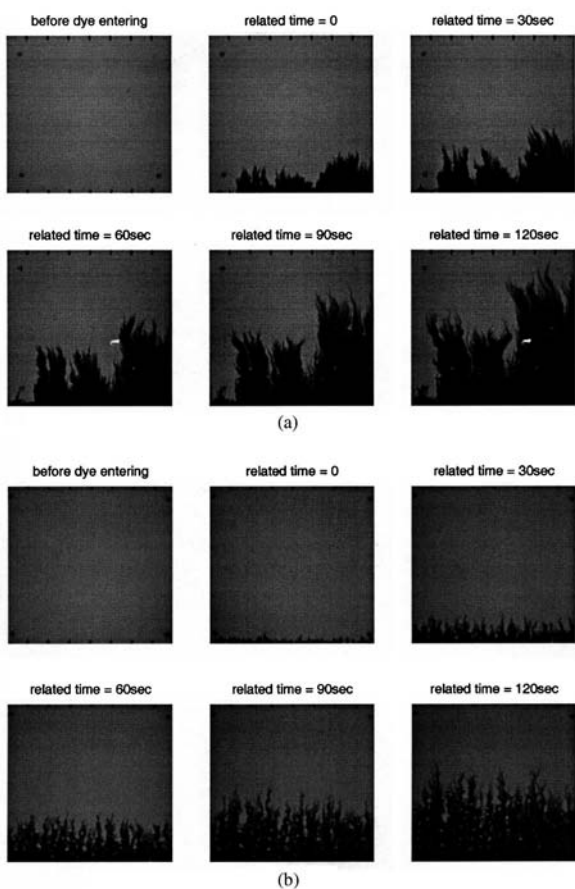 before dye entering related time = 0 related time = 30sec
related time = 60sec related time = 90sec related time = 120sec
(a)
before dye entering related time = 0 related time = 30sec
related time = 60sec related time = 90sec related time = 120sec
(b)